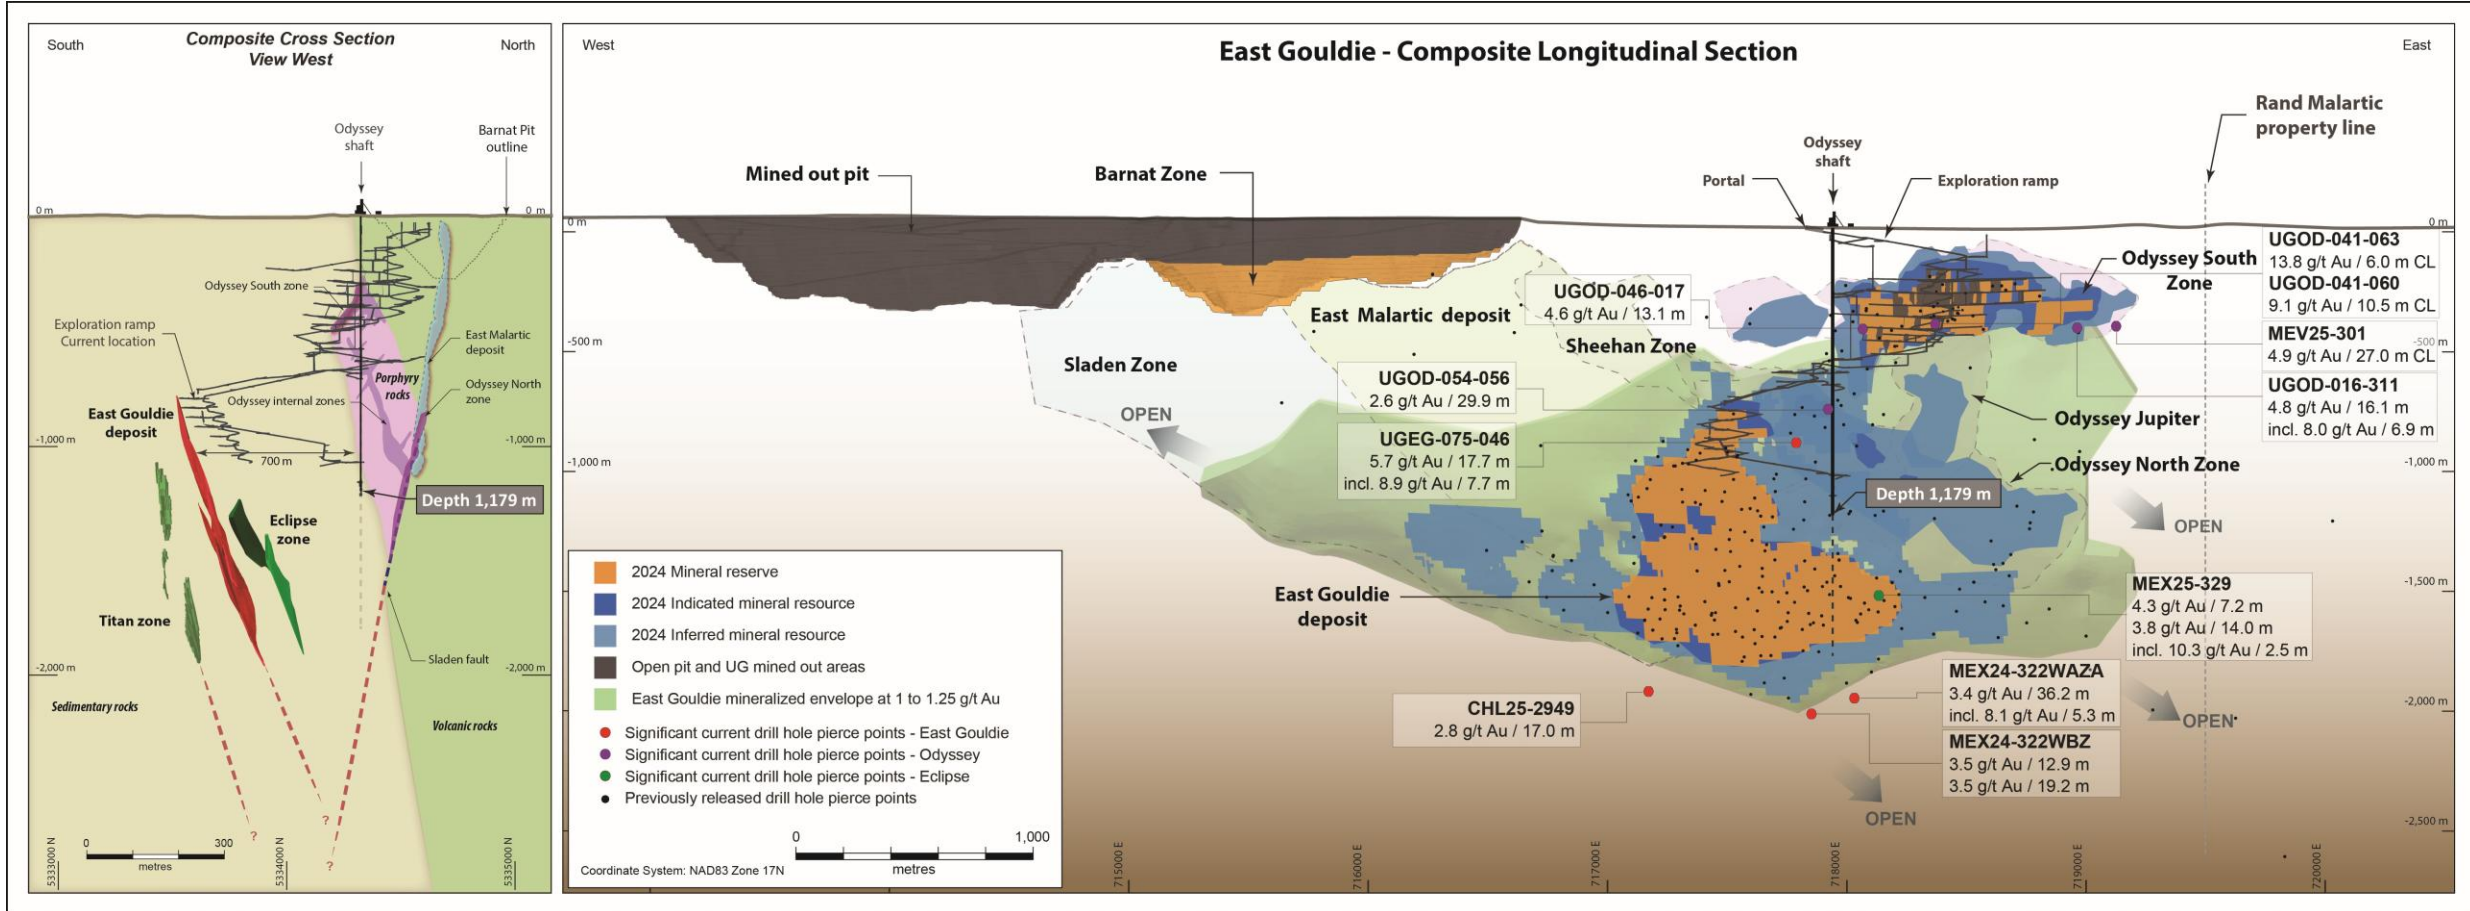 South
Composite Cross Section
View West
North
Odyssey
shaft
Barnat Pit
outline
0 m
0 m
Odyssey South zone
Exploration ramp
Current location
East Malartic
deposit
Porphyry
rocks
Odyssey North
zone
Odyssey internal zones
East Gouldie
deposit
-1,000 m
-1,000 m
700 m
Depth 1,179 m
Eclipse
zone
Titan zone
Sladen fault
-2,000 m
-2,000 m
Sedimentary rocks
Volcanic rocks
?
?
?
0
300
metres
5333000 N
5334000 N
5335000 N
West
East Gouldie - Composite Longitudinal Section
East
Rand Malartic
property line
Mined out pit
Barnat Zone
Portal
Odyssey
shaft
Exploration ramp
0 m
0 m
UGOD-041-063
13.8 g/t Au / 6.0 m CL
UGOD-041-060
9.1 g/t Au / 10.5 m CL
Odyssey South
Zone
UGOD-046-017
4.6 g/t Au / 13.1 m
East Malartic deposit
Sheehan Zone
MEV25-301
4.9 g/t Au / 27.0 m CL
-500 m
-500 m
Sladen Zone
UGOD-054-056
2.6 g/t Au / 29.9 m
UGOD-016-311
4.8 g/t Au / 16.1 m
incl. 8.0 g/t Au / 6.9 m
OPEN
Odyssey Jupiter
UGEG-075-046
5.7 g/t Au / 17.7 m
incl. 8.9 g/t Au / 7.7 m
-1,000 m
-1,000 m
Odyssey North Zone
Depth 1,179 m
OPEN
East Gouldie
deposit
-1,500 m
MEX25-329
4.3 g/t Au / 7.2 m
3.8 g/t Au / 14.0 m
incl. 10.3 g/t Au / 2.5 m
MEX24-322WAZA
3.4 g/t Au / 36.2 m
incl. 8.1 g/t Au / 5.3 m
CHL25-2949
2.8 g/t Au / 17.0 m
-2,000 m
OPEN
MEX24-322WBZ
3.5 g/t Au / 12.9 m
3.5 g/t Au / 19.2 m
OPEN
-2,500 m
2024 Mineral reserve
2024 Indicated mineral resource
2024 Inferred mineral resource
Open pit and UG mined out areas
East Gouldie mineralized envelope at 1 to 1.25 g/t Au
Significant current drill hole pierce points - East Gouldie
Significant current drill hole pierce points - Odyssey
Significant current drill hole pierce points - Eclipse
Previously released drill hole pierce points
0
1,000
metres
Coordinate System: NAD83 Zone 17N
715000 E
716000 E
717000 E
718000 E
719000 E
720000 E